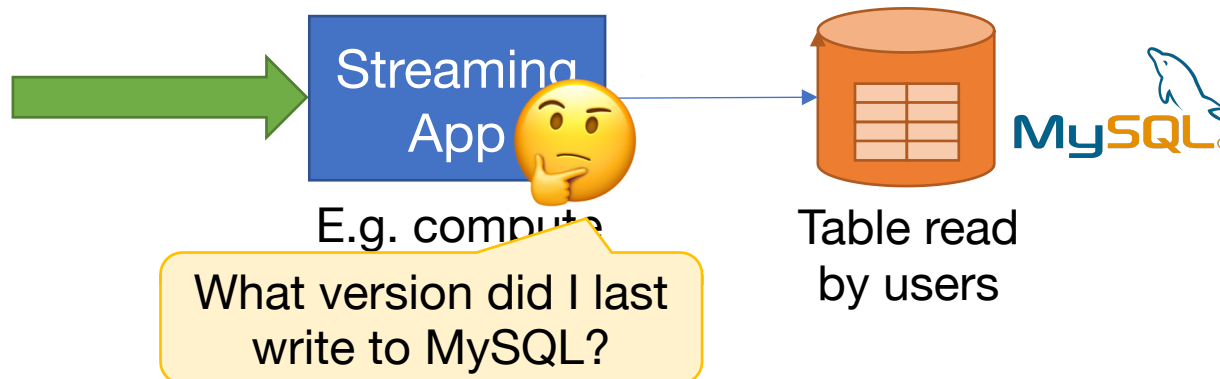 Streaming
App
E.g. compute
What version did I last
write to MySQL?
Table read
by users
MySQL